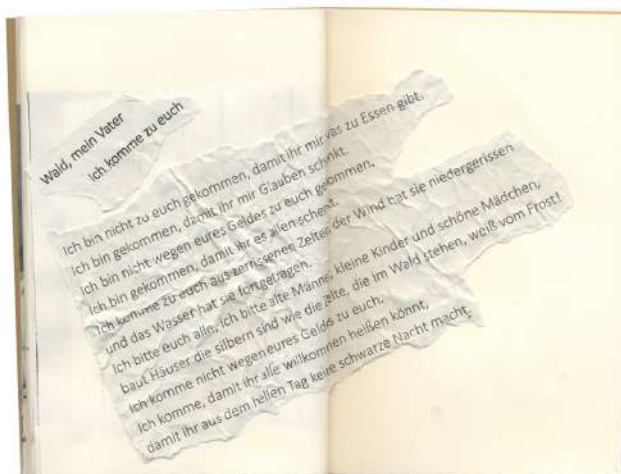 Wald, mein Vater
Ich komme zu euch
Ich bin nicht zu euch gekommen, damit ihr mir was zu Essen gibt,
ich bin gekommen, damit ihr mir Glauben schenkt.
Ich bin nicht wegen eures Geldes zu euch gekommen,
Ich bin gekommen, damit ihr es allen schenkt.
Ich komme zu euch aus zerrissenen Zelten der Wind hat sie niedergerissen
und das Wasser hat sie fortgetragen.
Ich bitte euch alle, ich bitte alte Männer, kleine Kinder und schöne Mädchen,
baut Häuser die silbern sind wie die Zelte, die im Wald stehen, weiß vom Frost!
Ich komme nicht wegen eures Geldes zu euch,
Ich komme, damit ihr alle willkommen heißen könnt,
damit ihr aus dem hellen Tag keine schwarze Nacht macht.